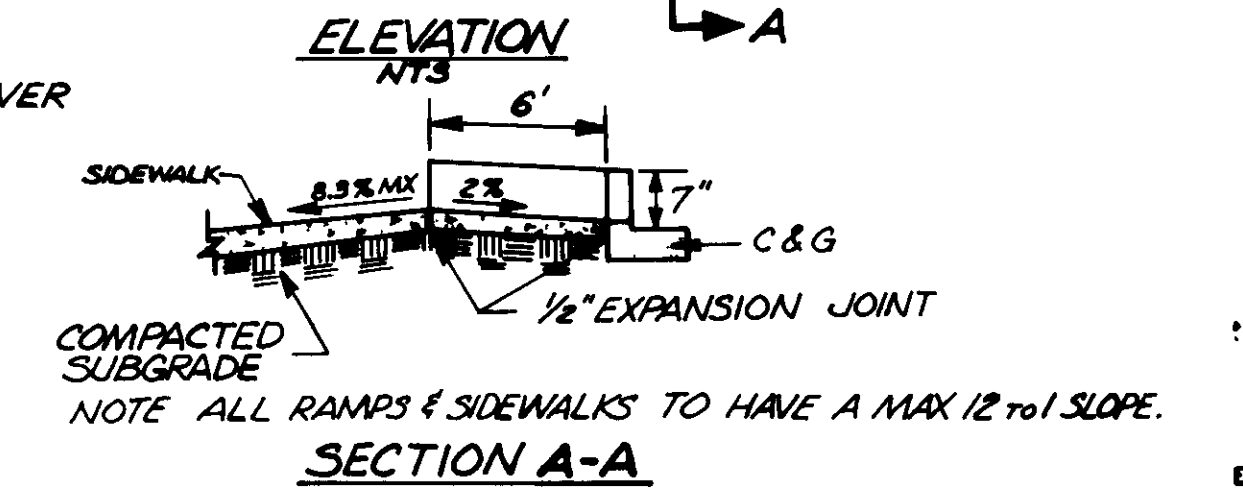 ELEVATION
NTS
A
VER
6'
SIDEWALK
8.3% MX
2%
7"
C & G
1/2" EXPANSION JOINT
COMPACTED
SUBGRADE
NOTE ALL RAMPS & SIDEWALKS TO HAVE A MAX 12 TO 1 SLOPE.
SECTION A-A